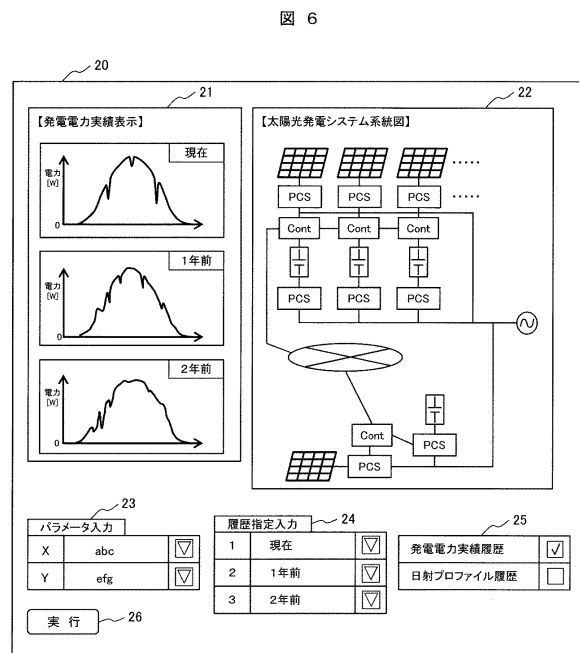 図 6
20
21
【発電電力実績表示】
現在
電力
[W]
0
1年前
電力
[W]
0
2年前
電力
[W]
0
22
【太陽光発電システム系統図】
.....
PCS PCS PCS .....
Cont Cont Cont
PCS PCS PCS
Cont
PCS
PCS
23
パラメータ入力
X abc ▽
Y efg ▽
24
履歴指定入力
1 現在 ▽
2 1年前 ▽
3 2年前 ▽
25
発電電力実績履歴 ✓
日射プロファイル履歴
実 行
26